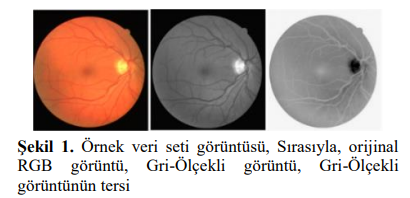 Şekil 1. Örnek veri seti görüntüsü, Sırasıyla, orijinal
RGB görüntü, Gri-Ölçekli görüntü, Gri-Ölçekli
görüntünün tersi